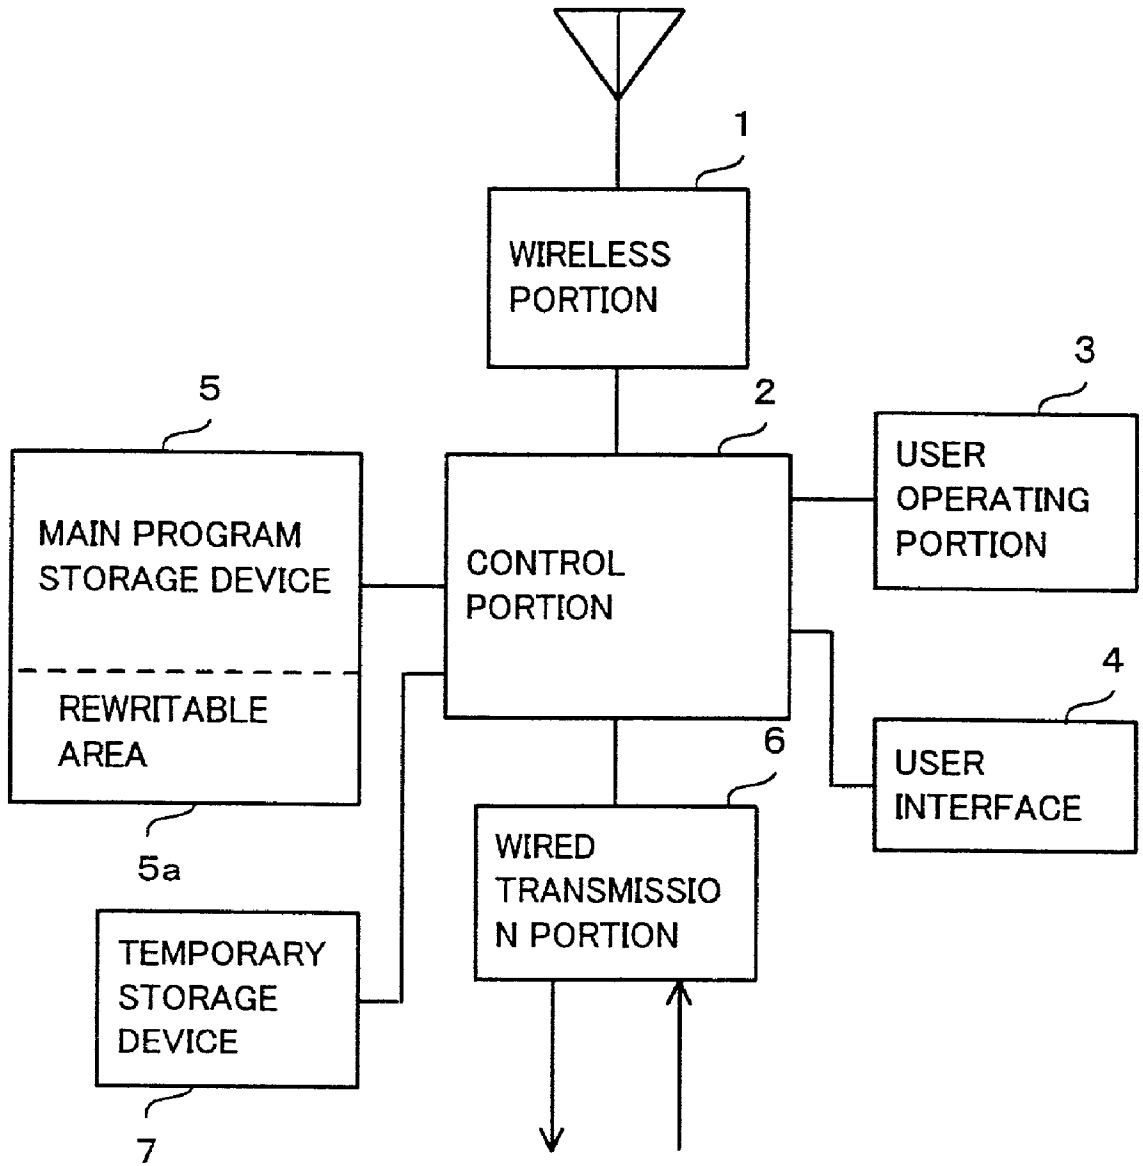 1
WIRELESS
PORTION
2
CONTROL
PORTION
3
USER
OPERATING
PORTION
4
USER
INTERFACE
5
MAIN PROGRAM
STORAGE DEVICE
REWRITABLE
AREA
5a
6
WIRED
TRANSMISSIO
N PORTION
TEMPORARY
STORAGE
DEVICE
7